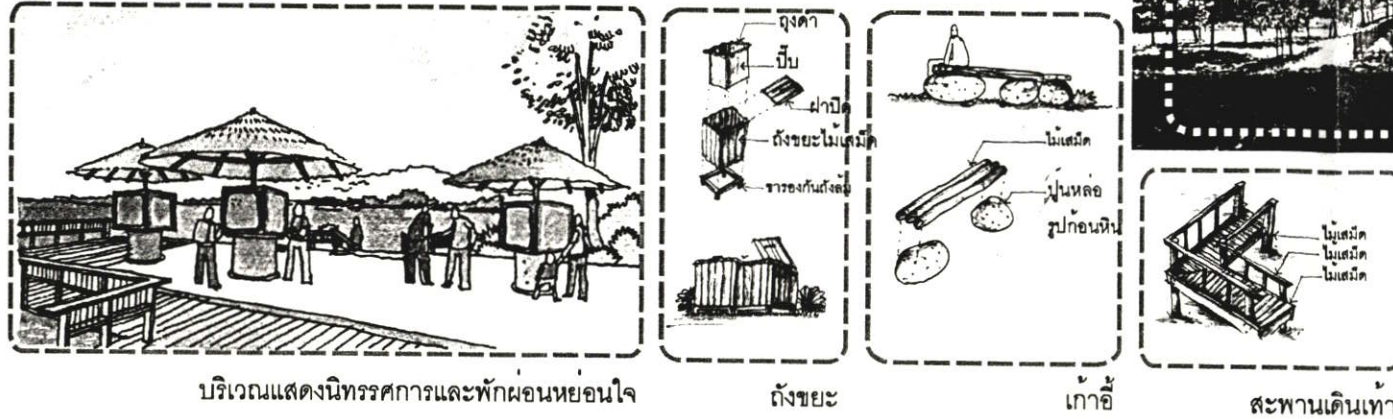 ถุงดำ
ปี๊บ
ฝาปิด
ถังขยะไม้เสม็ด
ขารองกันถังล้ม
ไม้เสม็ด
ปูนหล่อ
รูปก้อนหิน
ไม้เสม็ด
ไม้เสม็ด
ไม้เสม็ด
บริเวณแสดงนิทรรศการและพักผ่อนหย่อนใจ
ถังขยะ
เก้าอี้
สะพานเดินเท้า